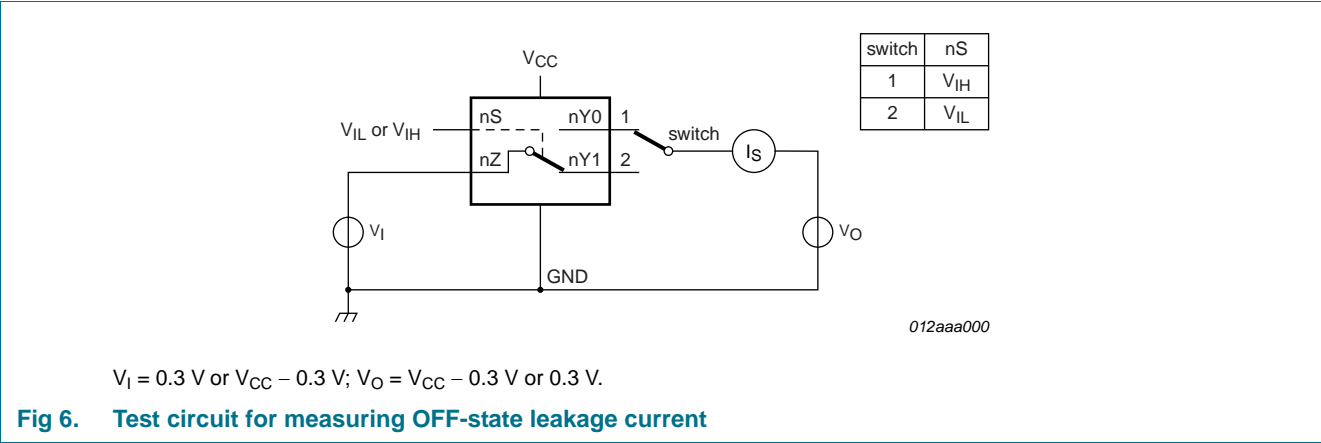 switch nS
1 VIH
2 VIL
VCC
nS nY0 1
VIL or VIH
switch
nZ nY1 2
IS
VI
VO
GND
012aaa000
VI = 0.3 V or VCC − 0.3 V; VO = VCC − 0.3 V or 0.3 V.
Fig 6. Test circuit for measuring OFF-state leakage current